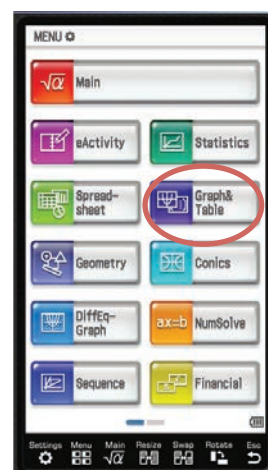 MENU
√α Main
eActivity
Statistics
Spread-
sheet
Graph&
Table
Geometry
Conics
DiffEq-
Graph
ax=b NumSolve
Sequence
Financial
Settings Menu Main Resize Swap Rotate Esc
√α